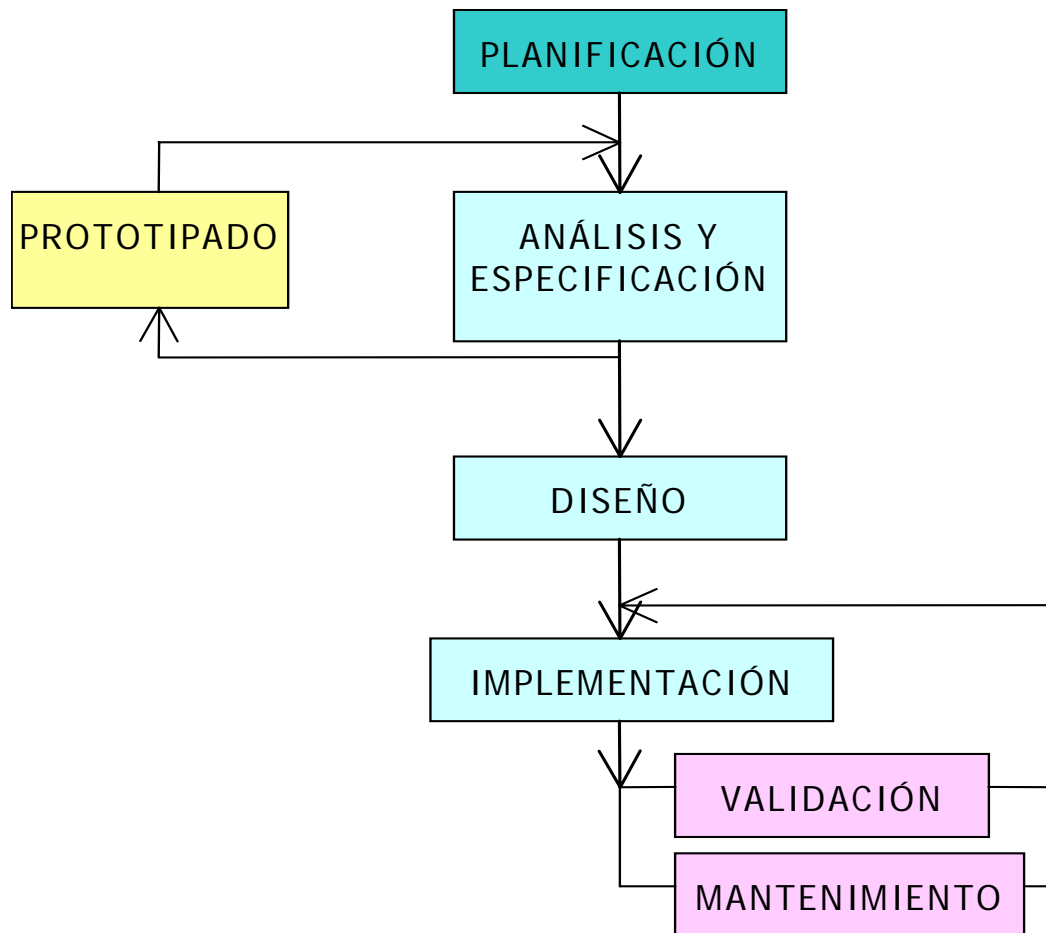 PLANIFICACIÓN
PROTOTIPADO
ANÁLISIS Y
ESPECIFICACIÓN
DISEÑO
IMPLEMENTACIÓN
VALIDACIÓN
MANTENIMIENTO